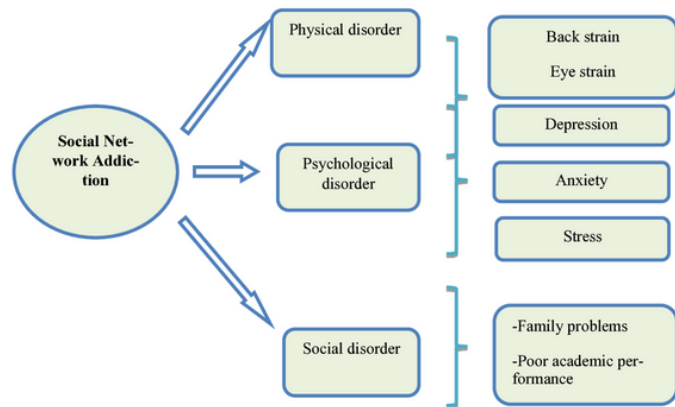 Social Net-
work Addic-
tion
Physical disorder
Psychological
disorder
Social disorder
Back strain
Eye strain
Depression
Anxiety
Stress
-Family problems
-Poor academic per-
formance